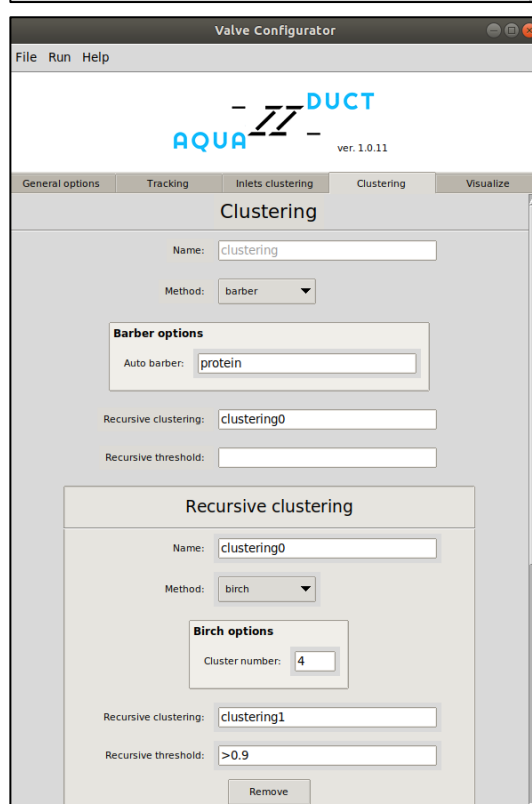 Valve Configurator
File Run Help
AQUA DUCT
ver. 1.0.11
General options Tracking Inlets clustering Clustering Visualize
Clustering
Name: clustering
Method: barber
Barber options
Auto barber: protein
Recursive clustering: clustering0
Recursive threshold:
Recursive clustering
Name: clustering0
Method: birch
Birch options
Cluster number: 4
Recursive clustering: clustering1
Recursive threshold: >0.9
Remove